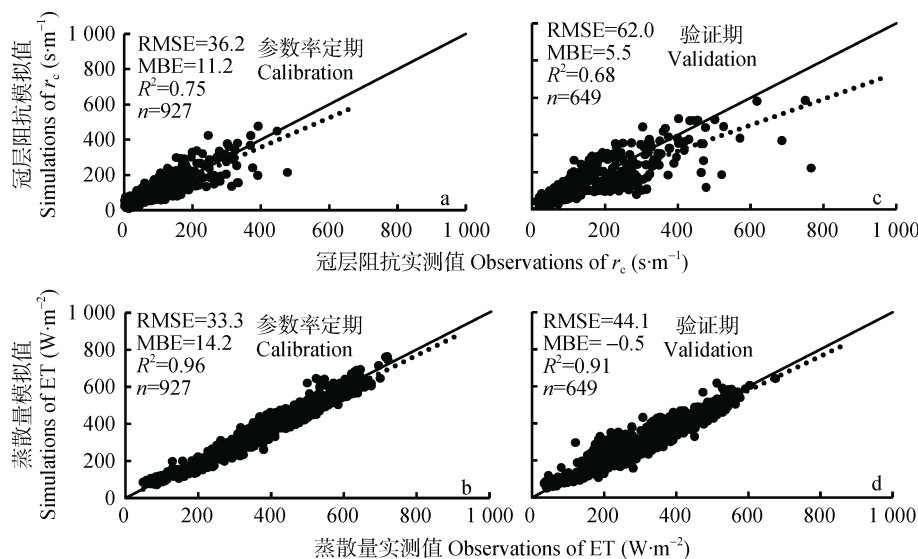 冠层阻抗模拟值
Simulations of rc (s·m⁻¹)
1 000
800
600
400
200
0
RMSE=36.2
MBE=11.2
R²=0.75
n=927
参数率定期
Calibration
a
0 200 400 600 800 1 000
RMSE=62.0
MBE=5.5
R²=0.68
n=649
验证期
Validation
c
0 200 400 600 800 1 000
冠层阻抗实测值 Observations of rc (s·m⁻¹)
蒸散量模拟值
Simulations of ET (W·m⁻²)
1 000
800
600
400
200
0
RMSE=33.3
MBE=14.2
R²=0.96
n=927
参数率定期
Calibration
b
0 200 400 600 800 1 000
RMSE=44.1
MBE= −0.5
R²=0.91
n=649
验证期
Validation
d
0 200 400 600 800 1 000
蒸散量实测值 Observations of ET (W·m⁻²)